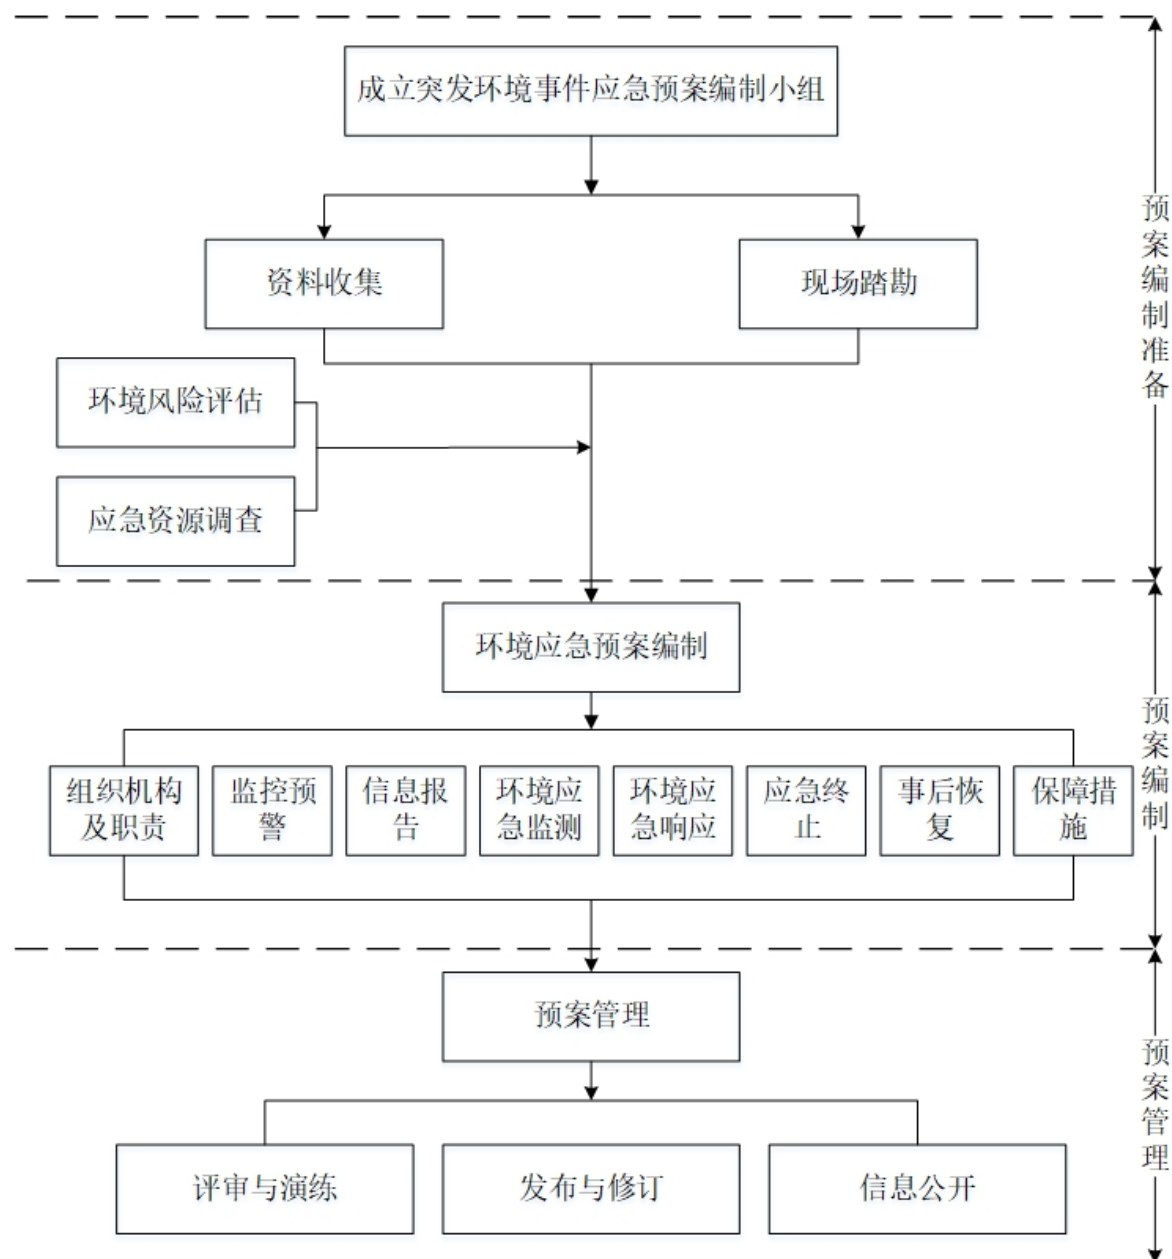 成立突发环境事件应急预案编制小组
资料收集
现场踏勘
环境风险评估
应急资源调查
预案编制准备
环境应急预案编制
组织机构
及职责
监控预
警
信息报
告
环境应
急监测
环境应
急响应
应急终
止
事后恢
复
保障措
施
预案编制
预案管理
评审与演练
发布与修订
信息公开
预案管理